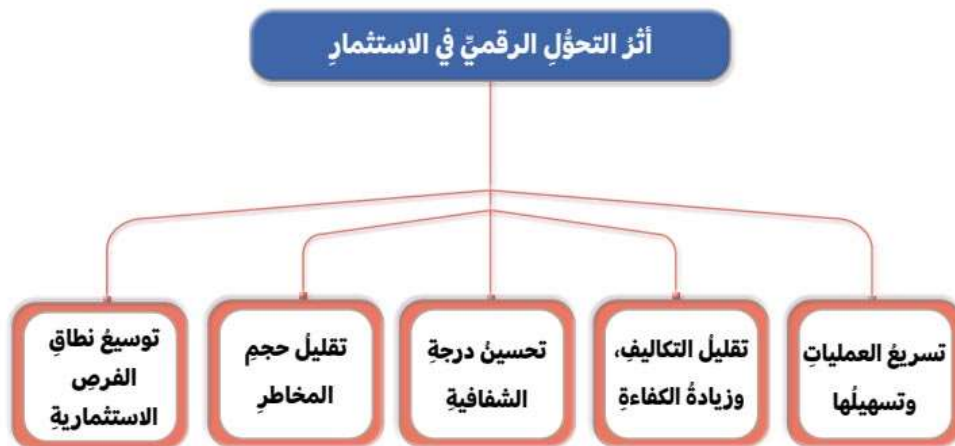 أثرُ التحوُّلِ الرقميِّ في الاستثمارِ
تسريعُ العملياتِ
وتسهيلُها
تقليلُ التكاليفِ،
وزيادةُ الكفاءةِ
تحسينُ درجةِ
الشفافيةِ
تقليلُ حجمِ
المخاطرِ
توسيعُ نطاقِ
الفرصِ
الاستثماريةِ